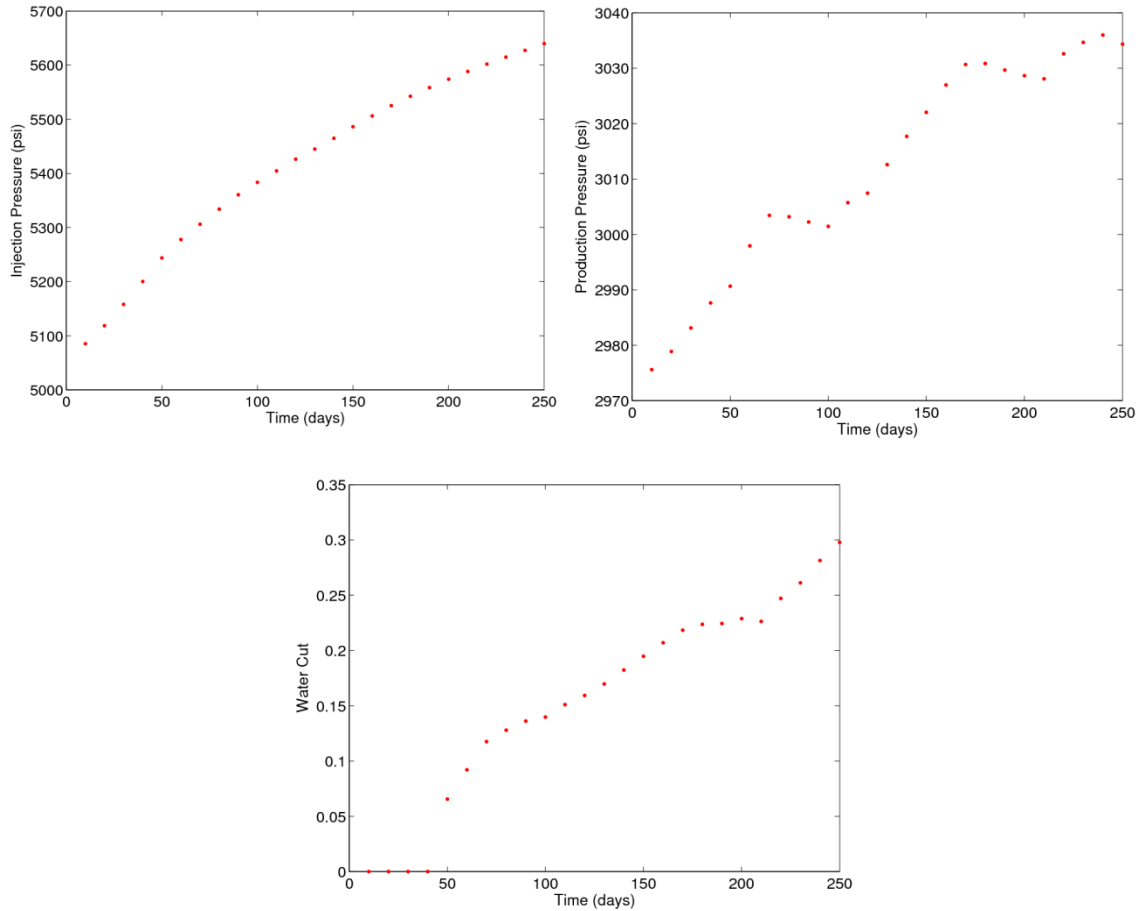 5700
5600
5500
5400
5300
5200
5100
5000
Injection Pressure (psi)
0 50 100 150 200 250
Time (days)
3040
3030
3020
3010
3000
2990
2980
2970
Production Pressure (psi)
0 50 100 150 200 250
Time (days)
0.35
0.3
0.25
0.2
0.15
0.1
0.05
0
Water Cut
0 50 100 150 200 250
Time (days)